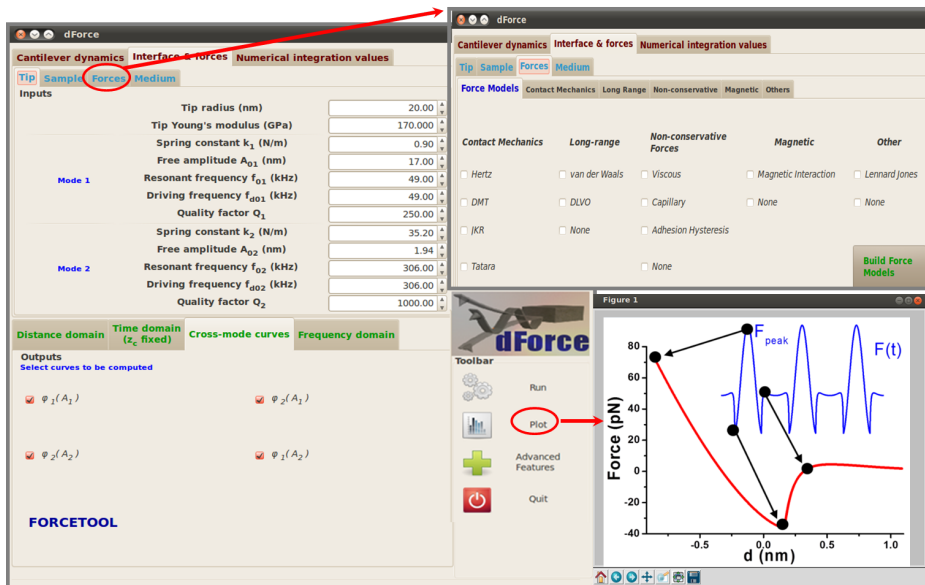 dForce
Cantilever dynamics Interface & forces Numerical integration values
Tip Sample Forces Medium
Inputs
Tip radius (nm) 20.00
Tip Young's modulus (GPa) 170.000
Mode 1
Spring constant k1 (N/m) 0.90
Free amplitude A01 (nm) 17.00
Resonant frequency f01 (kHz) 49.00
Driving frequency fd01 (kHz) 49.00
Quality factor Q1 250.00
Mode 2
Spring constant k2 (N/m) 35.20
Free amplitude A02 (nm) 1.94
Resonant frequency f02 (kHz) 306.00
Driving frequency fd02 (kHz) 306.00
Quality factor Q2 1000.00
Distance domain Time domain (zc fixed) Cross-mode curves Frequency domain
Outputs
Select curves to be computed
φ1(A1) φ2(A1)
φ2(A2) φ1(A2)
FORCETOOL
dForce
Cantilever dynamics Interface & forces Numerical integration values
Tip Sample Forces Medium
Force Models Contact Mechanics Long Range Non-conservative Magnetic Others
Contact Mechanics Long-range Non-conservative Forces Magnetic Other
Hertz van der Waals Viscous Magnetic Interaction Lennard Jones
DMT DLVO Capillary None None
JKR None Adhesion Hysteresis
Tatara None
Build Force Models
dForce
Toolbar
Run
Plot
Advanced Features
Quit
Figure 1
Fpeak
F(t)
Force (pN)
80
60
40
20
0
-20
-40
-0.5 0.0 0.5 1.0
d (nm)